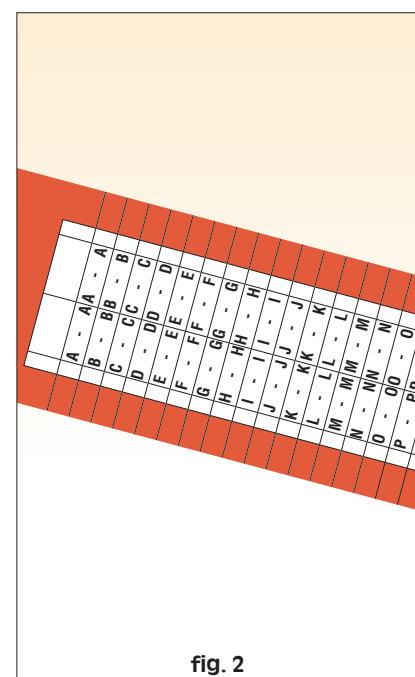 A - A A - A
B - B B - B
C - C C - C
D - D D - D
E - E E - E
F - F F - F
G - G G - G
H - H H - H
I - I I - I
J - J J - J
K - K K - K
L - L L - L
M - M M - M
N - N N - N
O - O O - O
P - P
fig. 2